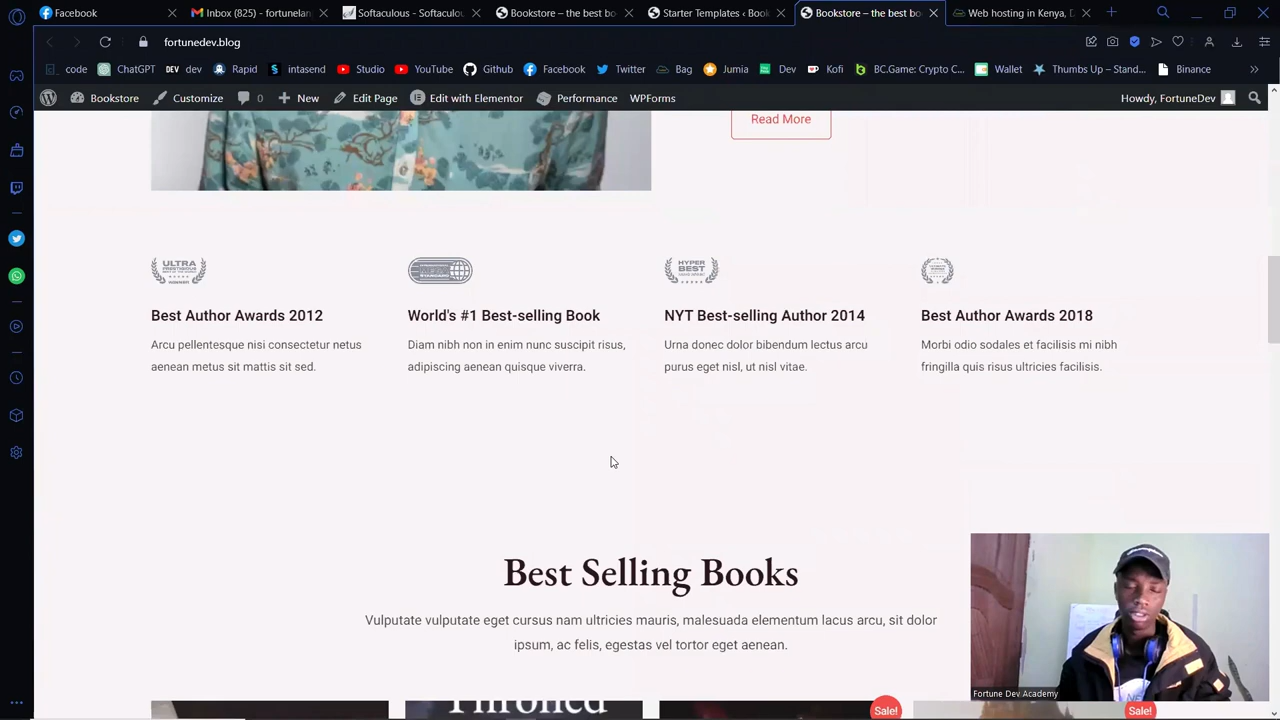 Facebook
Inbox (825) - fortunelan
Softaculous - Softaculou
Bookstore – the best bo
Starter Templates ‹ Book
Bookstore – the best bo
Web hosting in Kenya, D
fortunedev.blog
code
ChatGPT
DEV dev
Rapid
intasend
Studio
YouTube
Github
Facebook
Twitter
Bag
Jumia
Dev
Kofi
BC.Game: Crypto C...
Wallet
Thumbs Up – Stand...
Binance
Bookstore
Customize
0
New
Edit Page
Edit with Elementor
Performance
WPForms
Howdy, FortuneDev
Read More
ULTRA
WINNER
HYPER
BEST
Best Author Awards 2012
Arcu pellentesque nisi consectetur netus
aenean metus sit mattis sit sed.
World's #1 Best-selling Book
Diam nibh non in enim nunc suscipit risus,
adipiscing aenean quisque viverra.
NYT Best-selling Author 2014
Urna donec dolor bibendum lectus arcu
purus eget nisl, ut nisl vitae.
Best Author Awards 2018
Morbi odio sodales et facilisis mi nibh
fringilla quis risus ultricies facilisis.
Best Selling Books
Vulputate vulputate eget cursus nam ultricies mauris, malesuada elementum lacus arcu, sit dolor
ipsum, ac felis, egestas vel tortor eget aenean.
Throned
Sale!
Sale!
Fortune Dev Academy